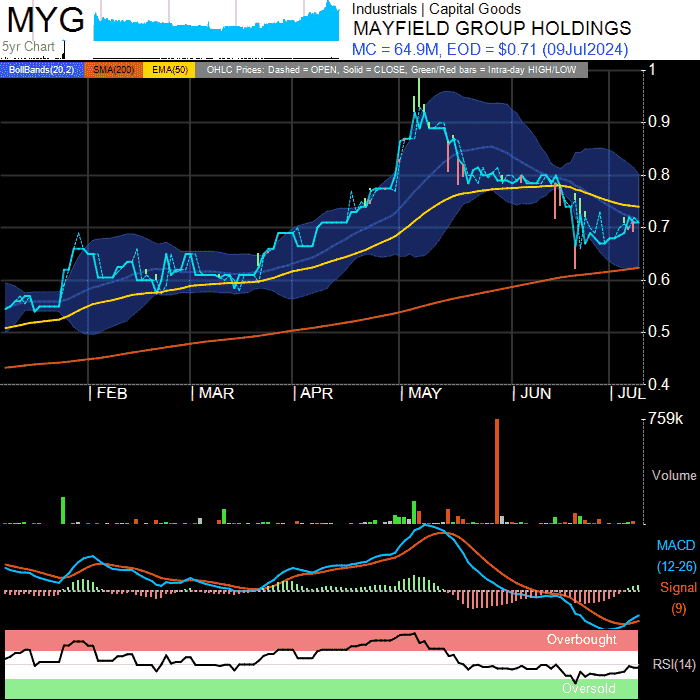 MYG
5yr Chart
Industrials | Capital Goods
MAYFIELD GROUP HOLDINGS
MC = 64.9M, EOD = $0.71 (09Jul2024)
BollBands(20,2) SMA(200) EMA(50) OHLC Prices: Dashed = OPEN, Solid = CLOSE, Green/Red bars = Intra-day HIGH/LOW
1
0.9
0.8
0.7
0.6
0.5
0.4
FEB MAR APR MAY JUN JUL
759k
Volume
MACD
(12-26)
Signal
(9)
Overbought
RSI(14)
Oversold